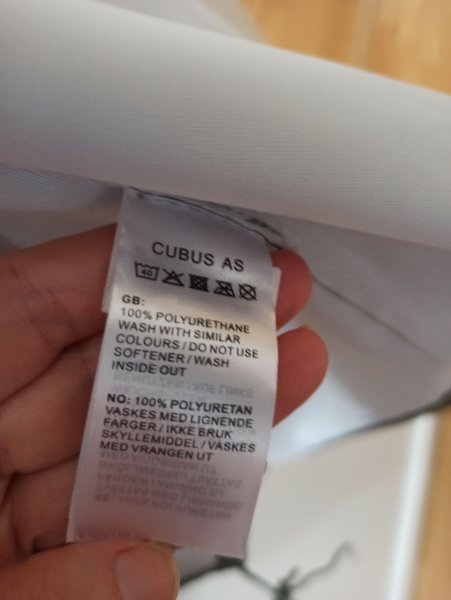 CUBUS AS
40
GB:
100% POLYURETHANE
WASH WITH SIMILAR
COLOURS / DO NOT USE
SOFTENER / WASH
INSIDE OUT
NO: 100% POLYURETAN
VASKES MED LIGNENDE
FARGER / IKKE BRUK
SKYLLEMIDDEL / VASKES
MED VRANGEN UT